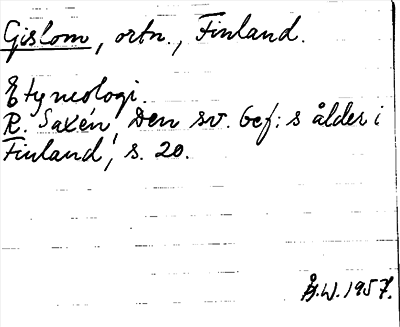 Gislom, ortn., Finland.
Etymologi.
R. Saxén, Den sv. bef:s ålder i
Finland, s. 20.
Å.W. 1957.